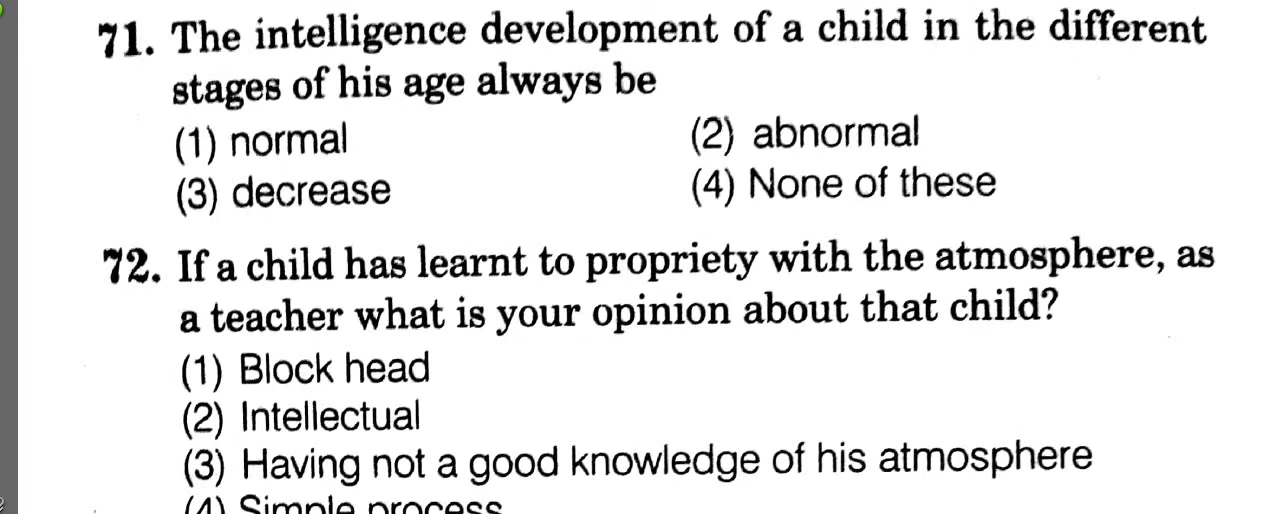 71. The intelligence development of a child in the different
stages of his age always be
(1) normal (2) abnormal
(3) decrease (4) None of these
72. If a child has learnt to propriety with the atmosphere, as
a teacher what is your opinion about that child?
(1) Block head
(2) Intellectual
(3) Having not a good knowledge of his atmosphere
(4) Simple process